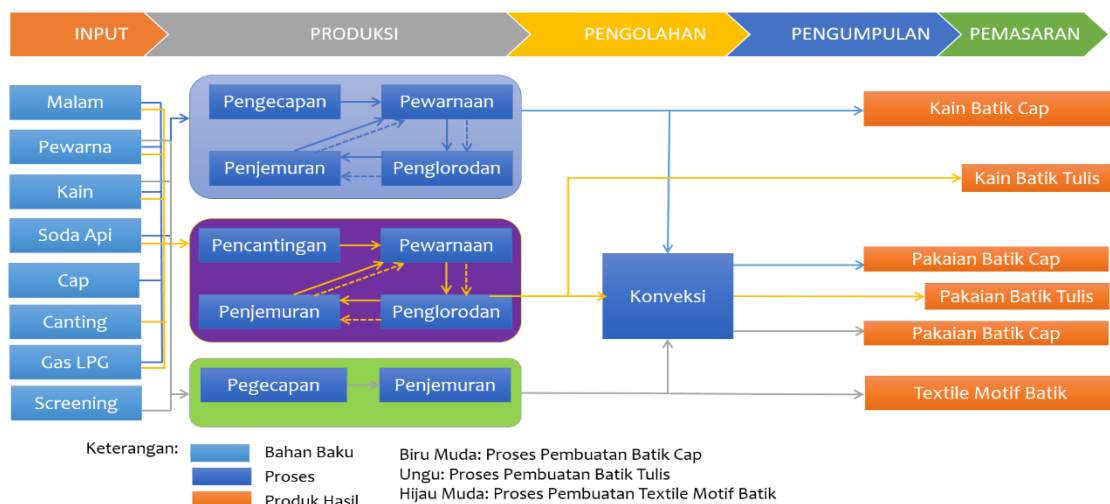 INPUT
PRODUKSI
PENGOLAHAN
PENGUMPULAN
PEMASARAN
Malam
Pewarna
Kain
Soda Api
Cap
Canting
Gas LPG
Screening
Pengecapan
Pewarnaan
Penjemuran
Penglorodan
Pencantingan
Pewarnaan
Penjemuran
Penglorodan
Pegecapan
Penjemuran
Konveksi
Kain Batik Cap
Kain Batik Tulis
Pakaian Batik Cap
Pakaian Batik Tulis
Pakaian Batik Cap
Textile Motif Batik
Keterangan:
Bahan Baku
Proses
Produk Hasil
Biru Muda: Proses Pembuatan Batik Cap
Ungu: Proses Pembuatan Batik Tulis
Hijau Muda: Proses Pembuatan Textile Motif Batik